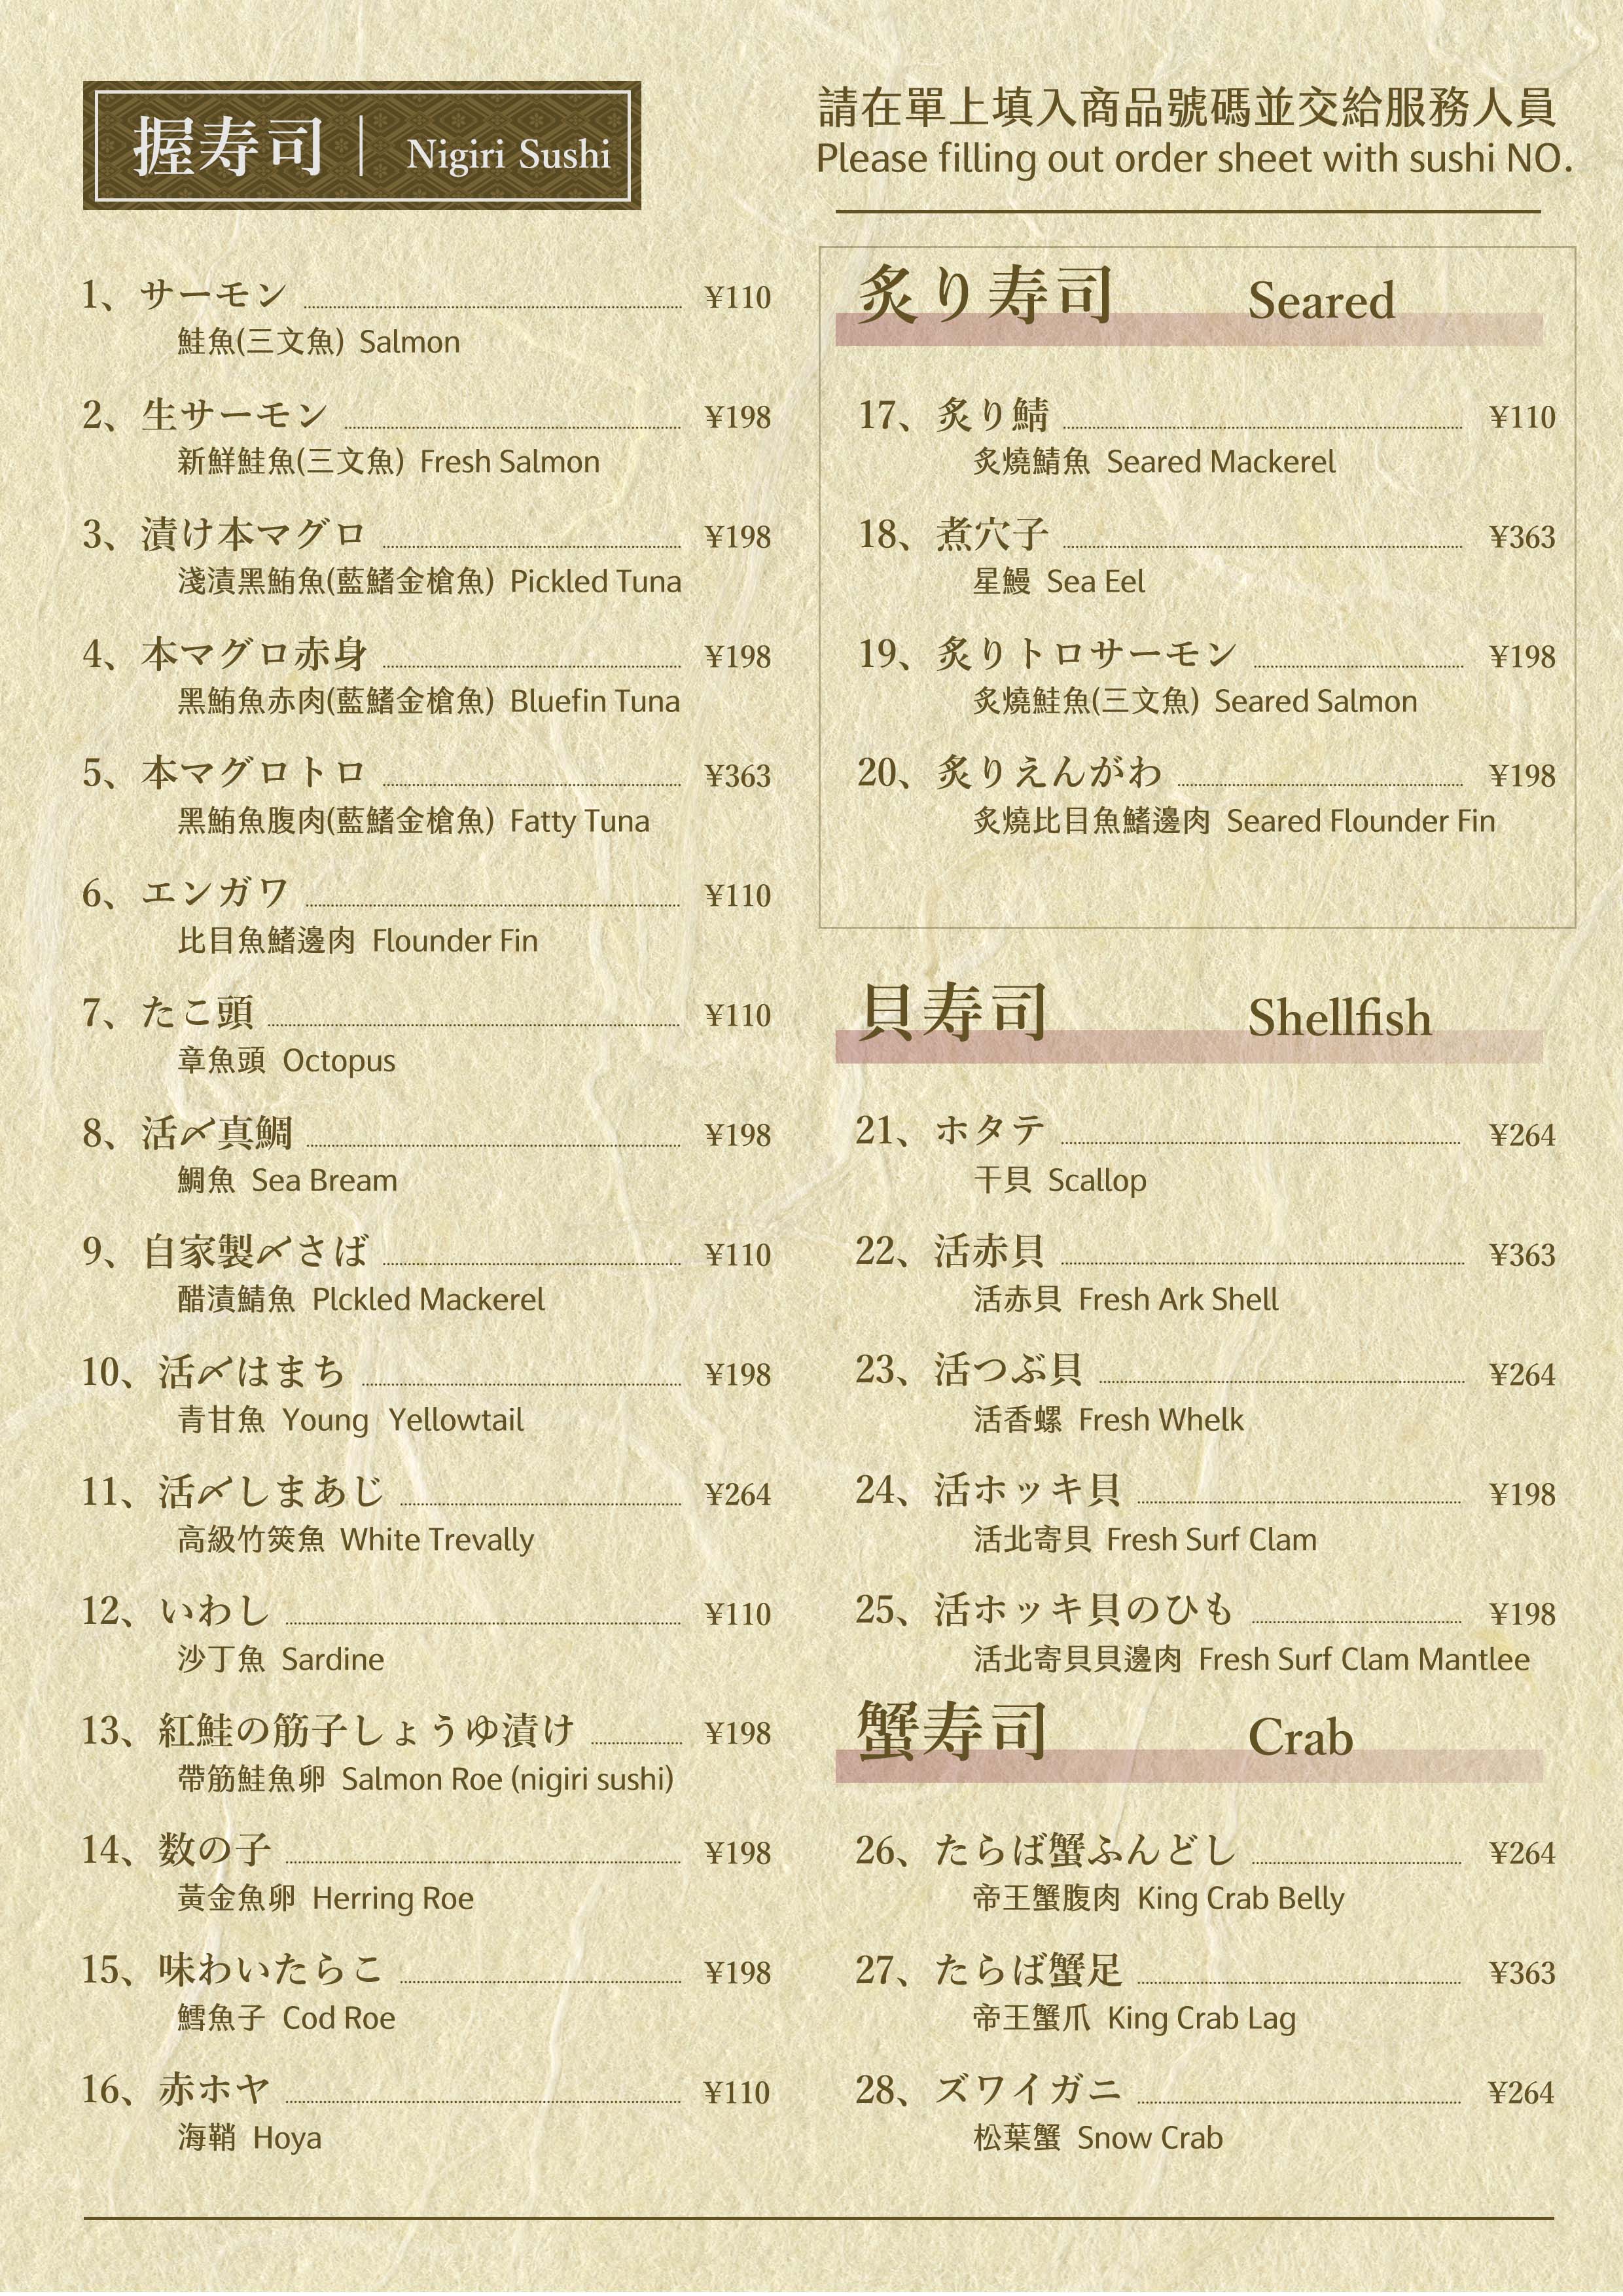 握寿司 | Nigiri Sushi
請在單上填入商品號碼並交給服務人員
Please filling out order sheet with sushi NO.
1、サーモン ¥110
鮭魚(三文魚) Salmon
2、生サーモン ¥198
新鮮鮭魚(三文魚) Fresh Salmon
3、漬け本マグロ ¥198
淺漬黑鮪魚(藍鰭金槍魚) Pickled Tuna
4、本マグロ赤身 ¥198
黑鮪魚赤肉(藍鰭金槍魚) Bluefin Tuna
5、本マグロトロ ¥363
黑鮪魚腹肉(藍鰭金槍魚) Fatty Tuna
6、エンガワ ¥110
比目魚鰭邊肉 Flounder Fin
7、たこ頭 ¥110
章魚頭 Octopus
8、活〆真鯛 ¥198
鯛魚 Sea Bream
9、自家製〆さば ¥110
醋漬鯖魚 Plckled Mackerel
10、活〆はまち ¥198
青甘魚 Young Yellowtail
11、活〆しまあじ ¥264
高級竹筴魚 White Trevally
12、いわし ¥110
沙丁魚 Sardine
13、紅鮭の筋子しょうゆ漬け ¥198
帶筋鮭魚卵 Salmon Roe (nigiri sushi)
14、数の子 ¥198
黃金魚卵 Herring Roe
15、味わいたらこ ¥198
鱈魚子 Cod Roe
16、赤ホヤ ¥110
海鞘 Hoya
炙り寿司 Seared
17、炙り鯖 ¥110
炙燒鯖魚 Seared Mackerel
18、煮穴子 ¥363
星鰻 Sea Eel
19、炙りトロサーモン ¥198
炙燒鮭魚(三文魚) Seared Salmon
20、炙りえんがわ ¥198
炙燒比目魚鰭邊肉 Seared Flounder Fin
貝寿司 Shellfish
21、ホタテ ¥264
干貝 Scallop
22、活赤貝 ¥363
活赤貝 Fresh Ark Shell
23、活つぶ貝 ¥264
活香螺 Fresh Whelk
24、活ホッキ貝 ¥198
活北寄貝 Fresh Surf Clam
25、活ホッキ貝のひも ¥198
活北寄貝貝邊肉 Fresh Surf Clam Mantlee
蟹寿司 Crab
26、たらば蟹ふんどし ¥264
帝王蟹腹肉 King Crab Belly
27、たらば蟹足 ¥363
帝王蟹爪 King Crab Lag
28、ズワイガニ ¥264
松葉蟹 Snow Crab